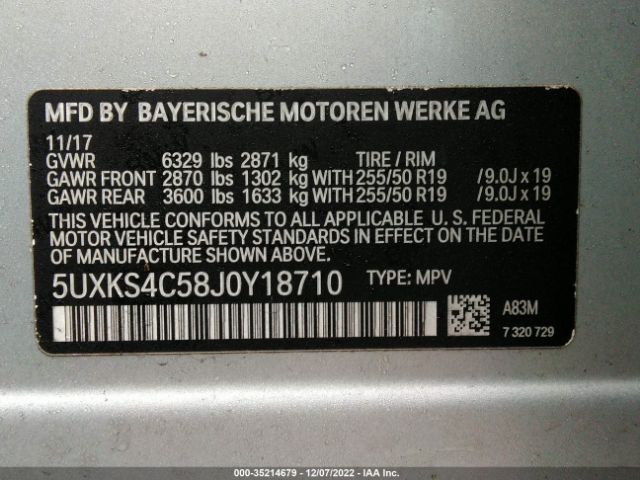 MFD BY BAYERISCHE MOTOREN WERKE AG
11/17
GVWR 6329 lbs 2871 kg TIRE / RIM
GAWR FRONT 2870 lbs 1302 kg WITH 255/50 R19 /9.0J x 19
GAWR REAR 3600 lbs 1633 kg WITH 255/50 R19 /9.0J x 19
THIS VEHICLE CONFORMS TO ALL APPLICABLE U. S. FEDERAL
MOTOR VEHICLE SAFETY STANDARDS IN EFFECT ON THE DATE
OF MANUFACTURE SHOWN ABOVE.
5UXKS4C58J0Y18710 TYPE: MPV
A83M
7 320 729
000-35214679 - 12/07/2022 - IAA Inc.